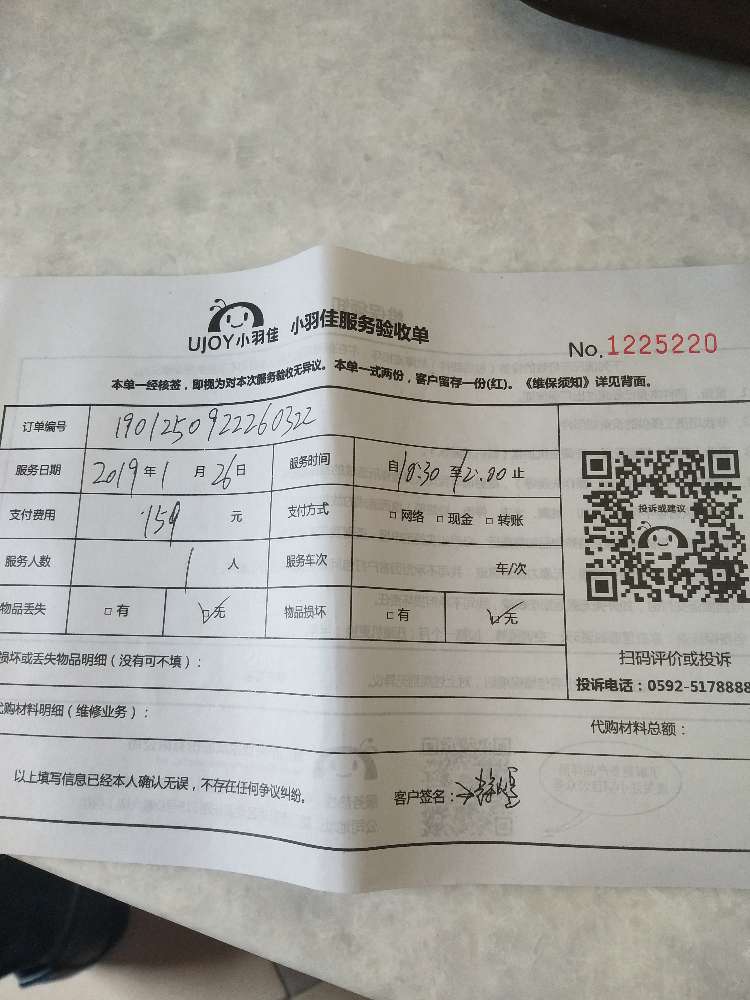 UJOY小羽佳 小羽佳服务验收单
No.1225220
本单一经核签，即视为对本次服务验收无异议。本单一式两份，客户留存一份(红)。《维保须知》详见背面。
订单编号 1901250922260322
服务日期 2019年1月26日 服务时间 自10:30至12:00止
支付费用 159元 支付方式 □网络 □现金 □转账
服务人数 1人 服务车次 车/次
物品丢失 □有 □无 物品损坏 □有 □无
投诉或建议
扫码评价或投诉
投诉电话：0592-5178888
损坏或丢失物品明细（没有可不填）：
代购材料明细（维修业务）：
代购材料总额：
以上填写信息已经本人确认无误，不存在任何争议纠纷。
客户签名：